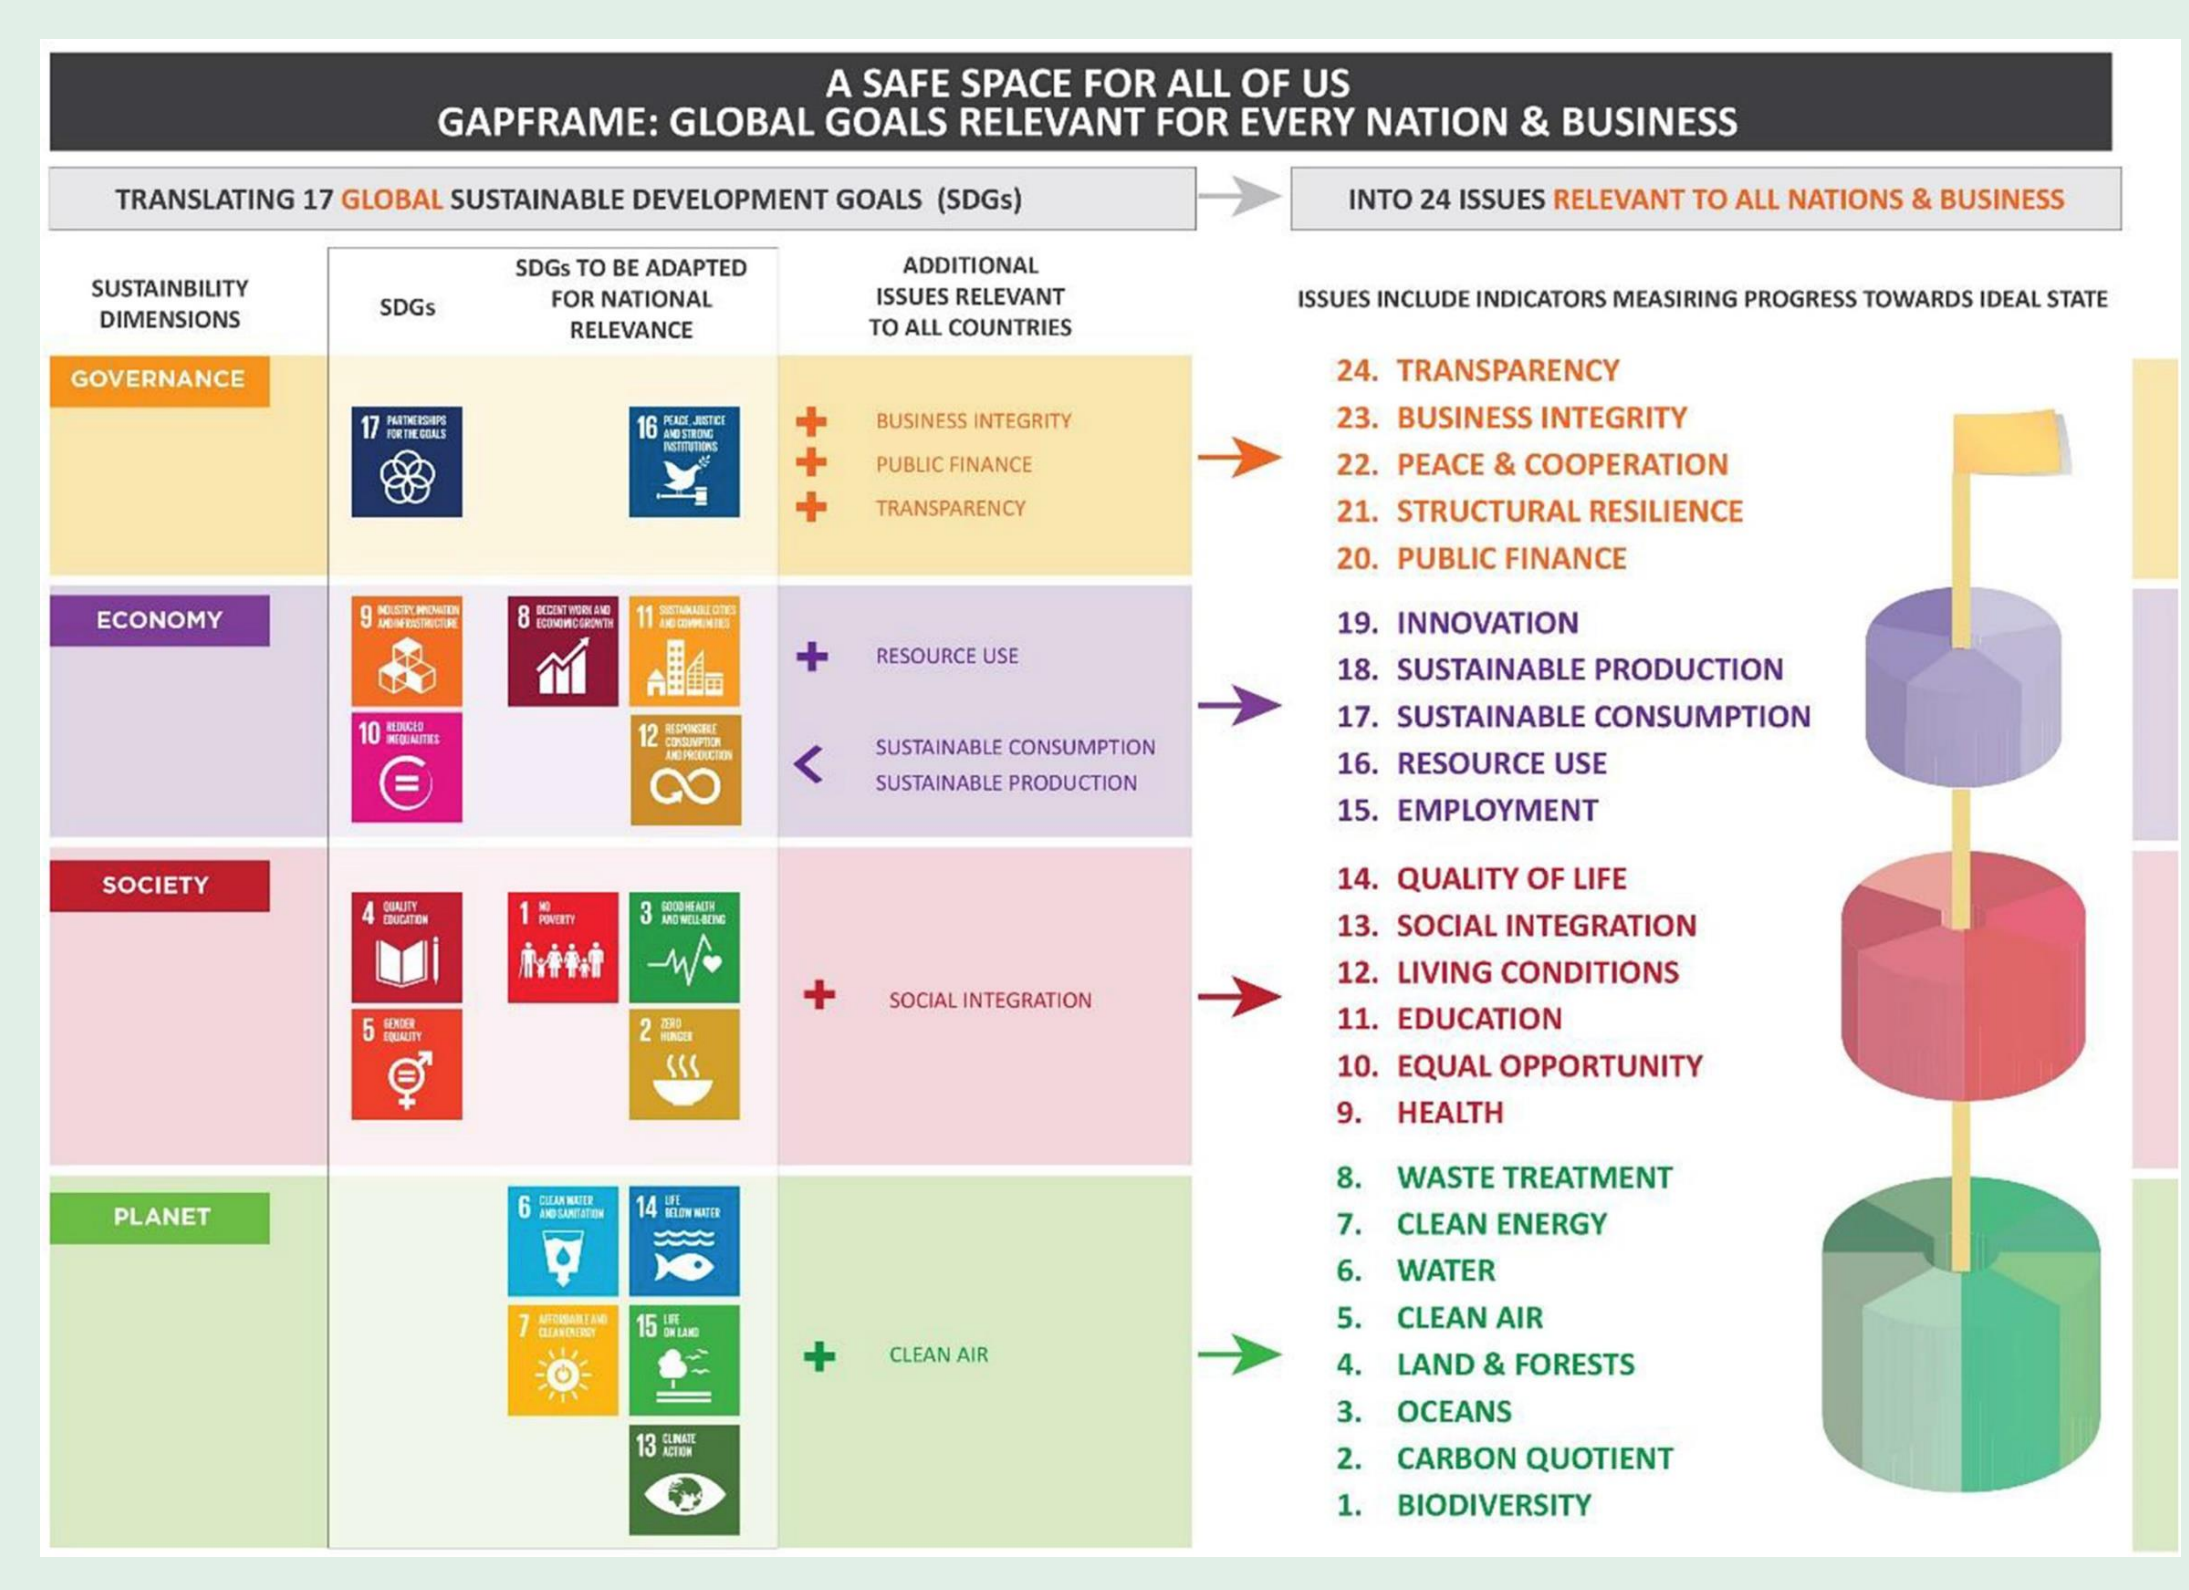 A SAFE SPACE FOR ALL OF US
GAPFRAME: GLOBAL GOALS RELEVANT FOR EVERY NATION & BUSINESS
TRANSLATING 17 GLOBAL SUSTAINABLE DEVELOPMENT GOALS (SDGs)
INTO 24 ISSUES RELEVANT TO ALL NATIONS & BUSINESS
SUSTAINBILITY
DIMENSIONS
SDGs
SDGs TO BE ADAPTED
FOR NATIONAL
RELEVANCE
ADDITIONAL
ISSUES RELEVANT
TO ALL COUNTRIES
ISSUES INCLUDE INDICATORS MEASIRING PROGRESS TOWARDS IDEAL STATE
GOVERNANCE
17 PARTNERSHIPS
FOR THE GOALS
16 PEACE, JUSTICE
AND STRONG
INSTITUTIONS
+ BUSINESS INTEGRITY
+ PUBLIC FINANCE
+ TRANSPARENCY
24. TRANSPARENCY
23. BUSINESS INTEGRITY
22. PEACE & COOPERATION
21. STRUCTURAL RESILIENCE
20. PUBLIC FINANCE
ECONOMY
9 INDUSTRY, INNOVATION
AND INFRASTRUCTURE
8 DECENT WORK AND
ECONOMIC GROWTH
11 SUSTAINABLE CITIES
AND COMMUNITIES
10 REDUCED
INEQUALITIES
12 RESPONSIBLE
CONSUMPTION
AND PRODUCTION
+ RESOURCE USE
< SUSTAINABLE CONSUMPTION
SUSTAINABLE PRODUCTION
19. INNOVATION
18. SUSTAINABLE PRODUCTION
17. SUSTAINABLE CONSUMPTION
16. RESOURCE USE
15. EMPLOYMENT
SOCIETY
4 QUALITY
EDUCATION
1 NO
POVERTY
3 GOOD HEALTH
AND WELL-BEING
5 GENDER
EQUALITY
2 ZERO
HUNGER
+ SOCIAL INTEGRATION
14. QUALITY OF LIFE
13. SOCIAL INTEGRATION
12. LIVING CONDITIONS
11. EDUCATION
10. EQUAL OPPORTUNITY
9. HEALTH
PLANET
6 CLEAN WATER
AND SANITATION
14 LIFE
BELOW WATER
7 AFFORDABLE AND
CLEAN ENERGY
15 LIFE
ON LAND
13 CLIMATE
ACTION
+ CLEAN AIR
8. WASTE TREATMENT
7. CLEAN ENERGY
6. WATER
5. CLEAN AIR
4. LAND & FORESTS
3. OCEANS
2. CARBON QUOTIENT
1. BIODIVERSITY